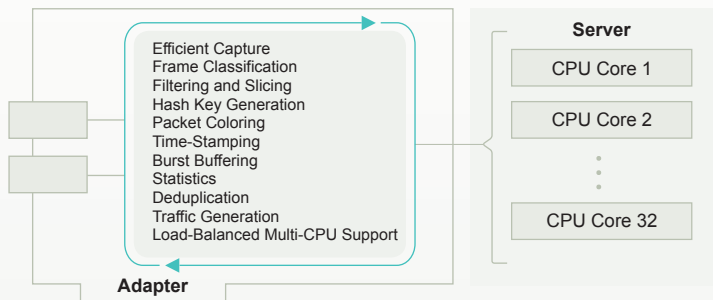 Efficient Capture
Frame Classification
Filtering and Slicing
Hash Key Generation
Packet Coloring
Time-Stamping
Burst Buffering
Statistics
Deduplication
Traffic Generation
Load-Balanced Multi-CPU Support
Adapter
Server
CPU Core 1
CPU Core 2
CPU Core 32